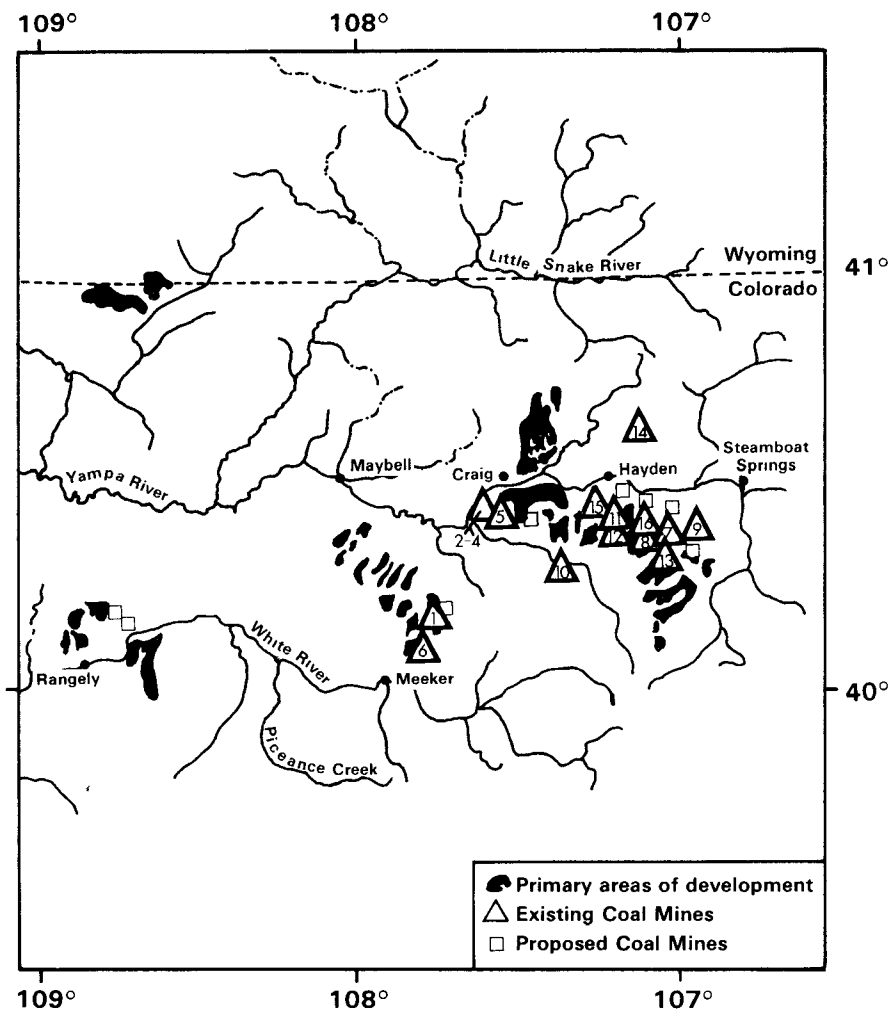 109°
108°
107°
Little Snake River
Wyoming
Colorado
41°
14
Steamboat
Springs
Maybell
Craig
Hayden
Yampa River
5
15
11
16
9
2-4
12
8
7
13
10
1
6
White River
Rangely
Meeker
40°
Piceance Creek
Primary areas of development
Existing Coal Mines
Proposed Coal Mines
109°
108°
107°